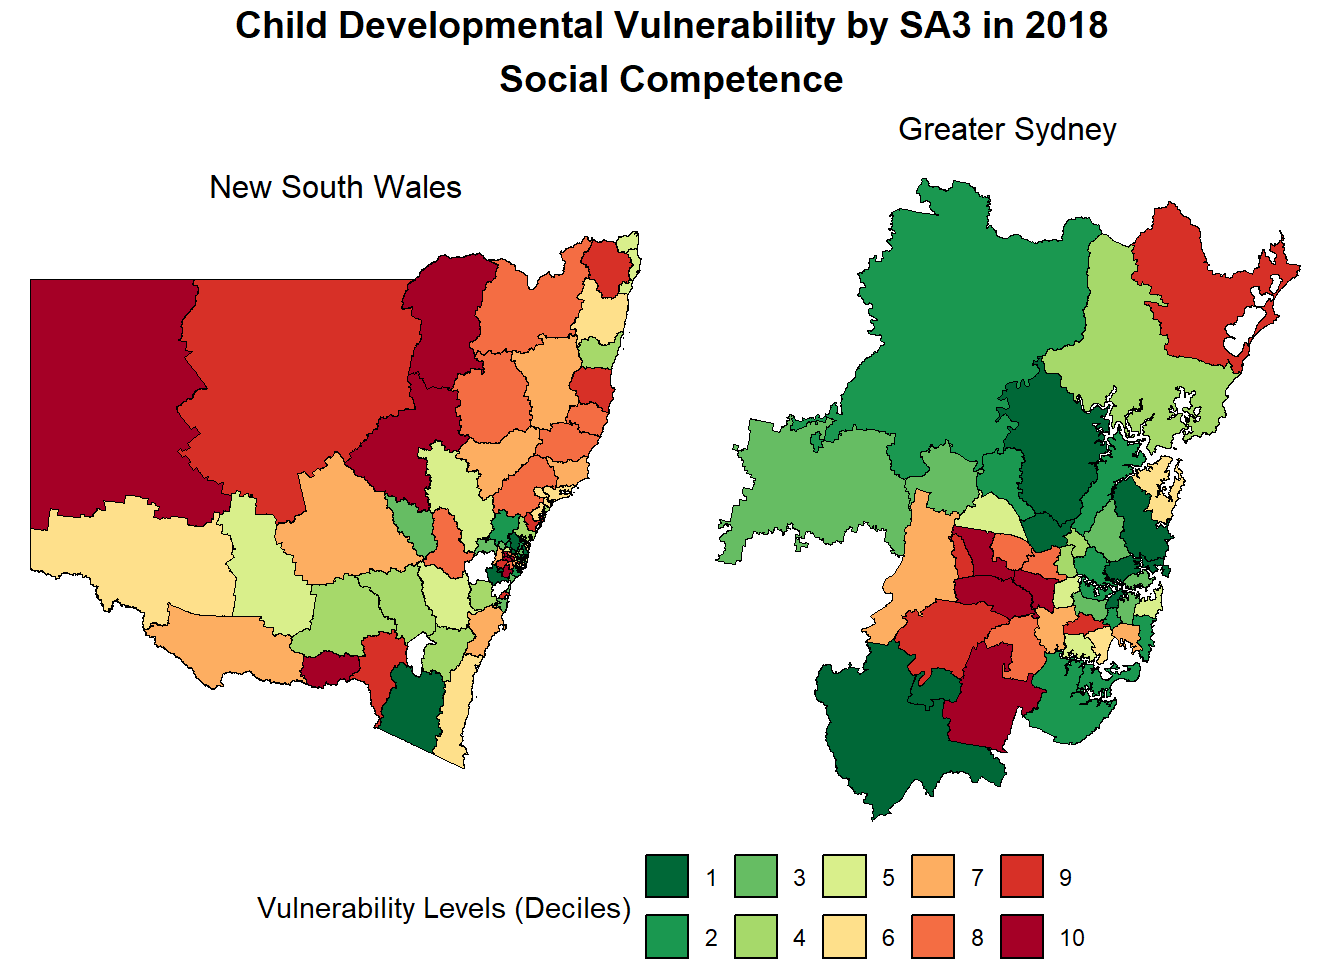 Child Developmental Vulnerability by SA3 in 2018
Social Competence
Greater Sydney
New South Wales
Vulnerability Levels (Deciles)
1 3 5 7 9
2 4 6 8 10